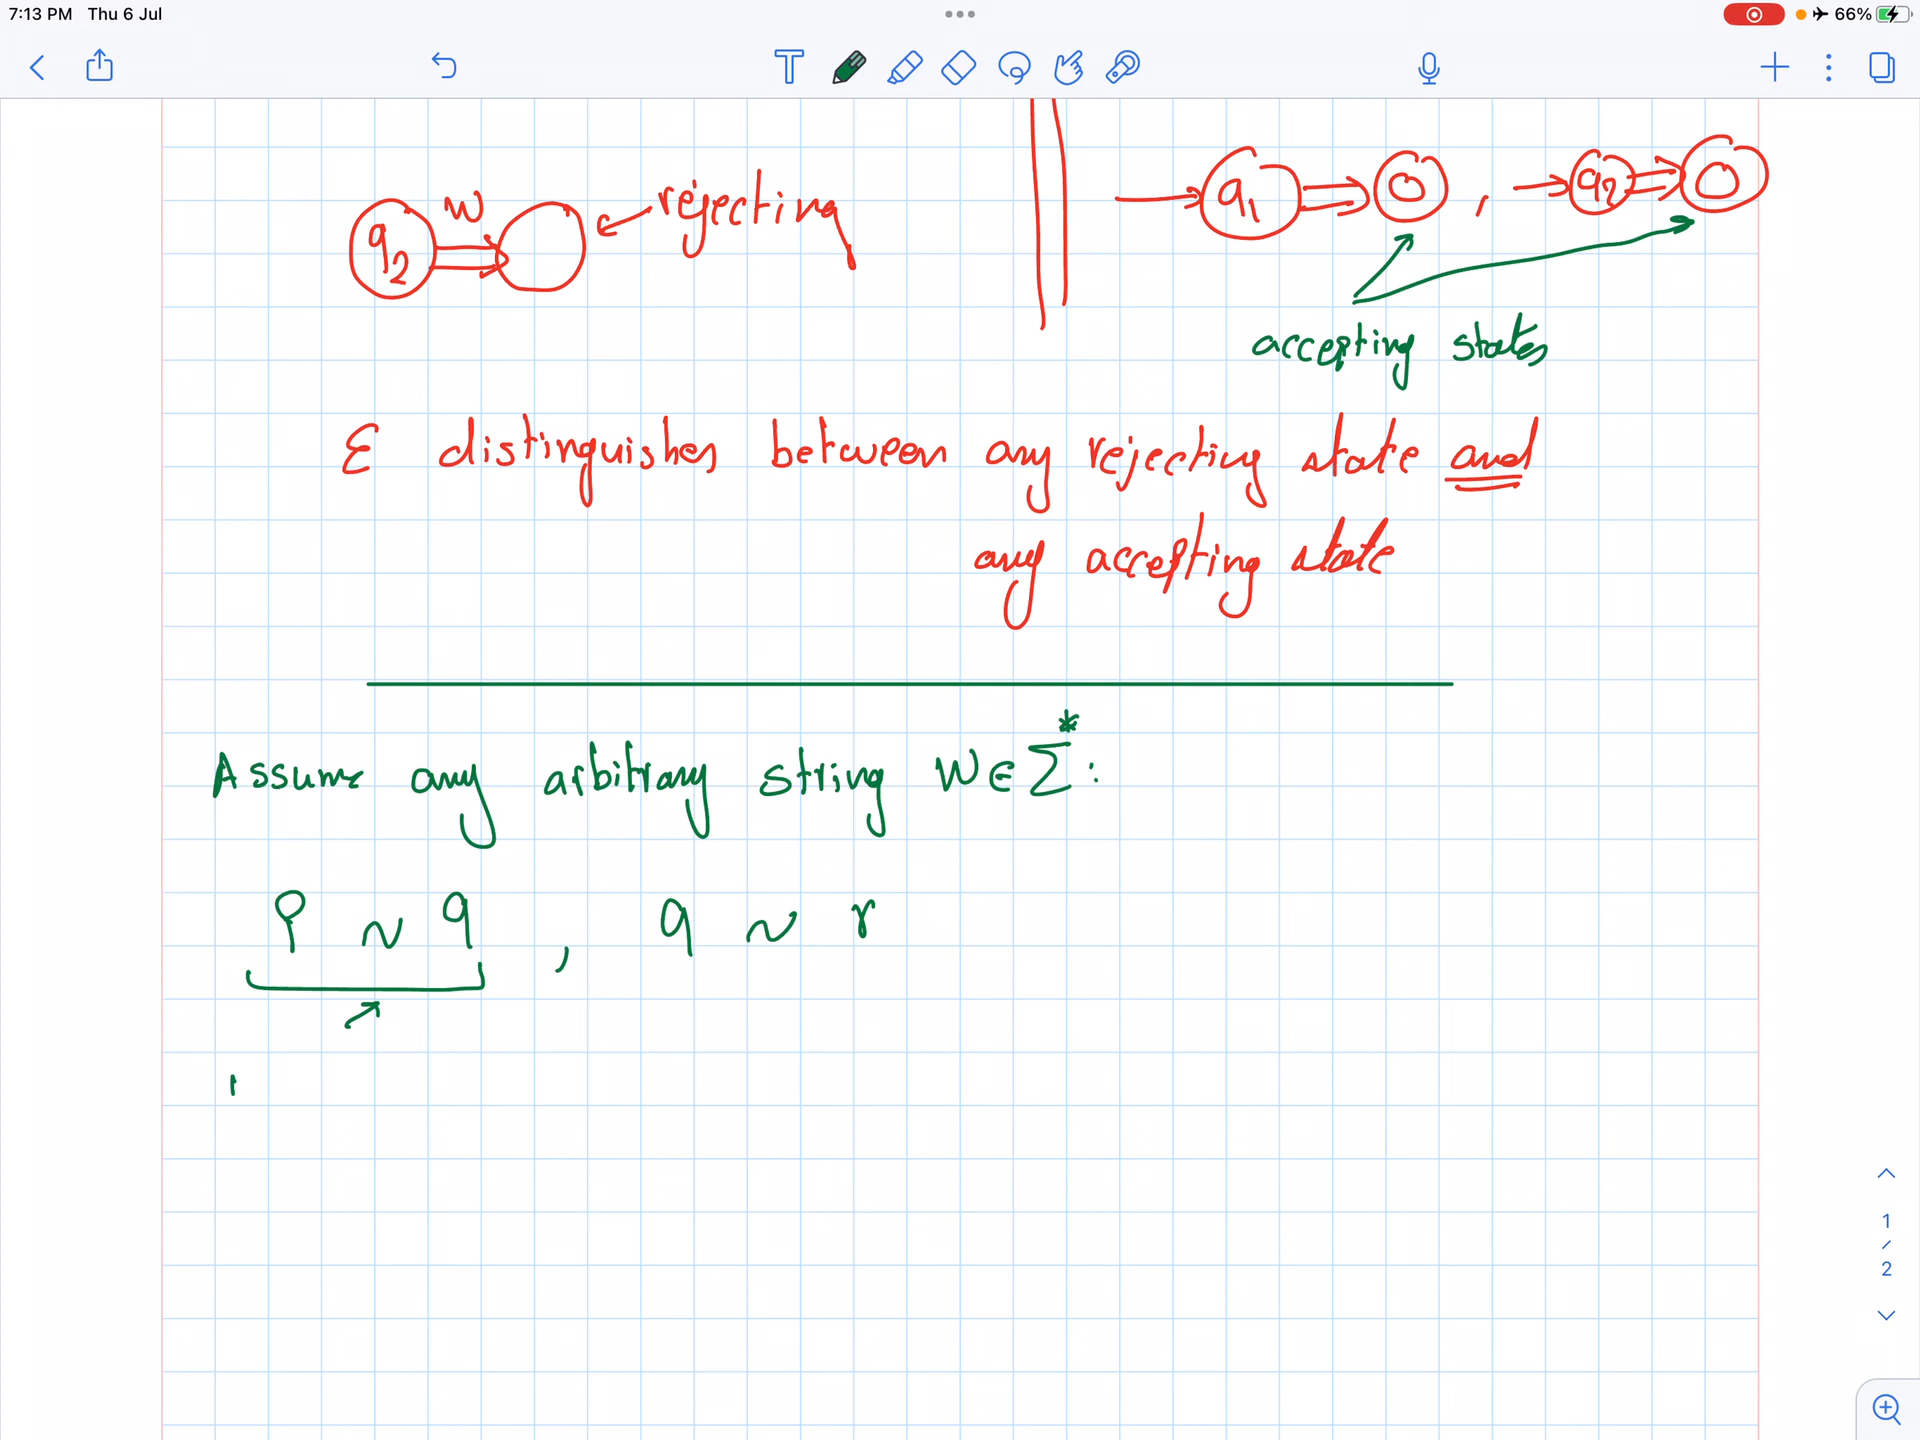 7:13 PM Thu 6 Jul
66%
T
w
q2
rejecting
q1 , q2
accepting states
ε distinguishes between any rejecting state and
any accepting state
Assume any arbitrary string W∈Σ*:
p ~ q , q ~ r
1
/
2